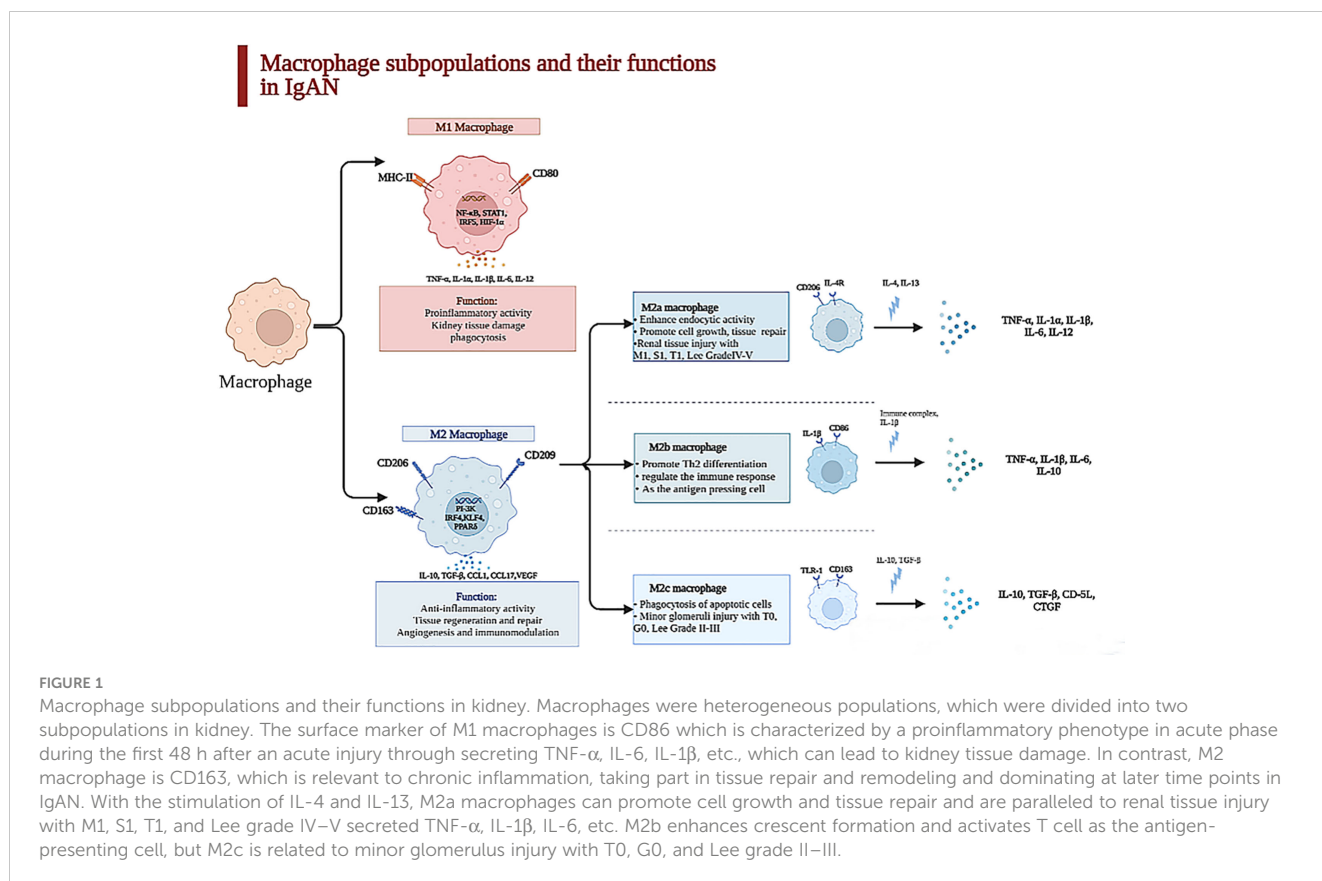 Macrophage subpopulations and their functions
in IgAN
M1 Macrophage
MHC-II
CD80
NF-κB, STAT1,
IRF5, HIF-1α
TNF-α, IL-1α, IL-1β, IL-6, IL-12
Function:
Proinflammatory activity
Kidney tissue damage
phagocytosis
Macrophage
M2 Macrophage
CD206
CD209
CD163
PI-3K
IRF4,KLF4,
PPARδ
IL-10, TGF-β, CCL1, CCL17,VEGF
Function:
Anti-inflammatory activity
Tissue regeneration and repair
Angiogenesis and immunomodulation
M2a macrophage
• Enhance endocytic activity
• Promote cell growth, tissue repair
•Renal tissue injury with
M1, S1, T1, Lee GradeIV-V
CD206
IL-4R
IL-4, IL-13
TNF-α, IL-1α, IL-1β,
IL-6, IL-12
M2b macrophage
• Promote Th2 differentiation
• regulate the immune response
• As the antigen pressing cell
IL-1β
CD86
Immune complex,
IL-1β
TNF-α, IL-1β, IL-6,
IL-10
M2c macrophage
• Phagocytosis of apoptotic cells
• Minor glomeruli injury with T0,
G0, Lee Grade II-III
TLR-1
CD163
IL-10, TGF-β
IL-10, TGF-β, CD-5L,
CTGF
FIGURE 1
Macrophage subpopulations and their functions in kidney. Macrophages were heterogeneous populations, which were divided into two
subpopulations in kidney. The surface marker of M1 macrophages is CD86 which is characterized by a proinflammatory phenotype in acute phase
during the first 48 h after an acute injury through secreting TNF-α, IL-6, IL-1β, etc., which can lead to kidney tissue damage. In contrast, M2
macrophage is CD163, which is relevant to chronic inflammation, taking part in tissue repair and remodeling and dominating at later time points in
IgAN. With the stimulation of IL-4 and IL-13, M2a macrophages can promote cell growth and tissue repair and are paralleled to renal tissue injury
with M1, S1, T1, and Lee grade IV–V secreted TNF-α, IL-1β, IL-6, etc. M2b enhances crescent formation and activates T cell as the antigen-
presenting cell, but M2c is related to minor glomerulus injury with T0, G0, and Lee grade II–III.